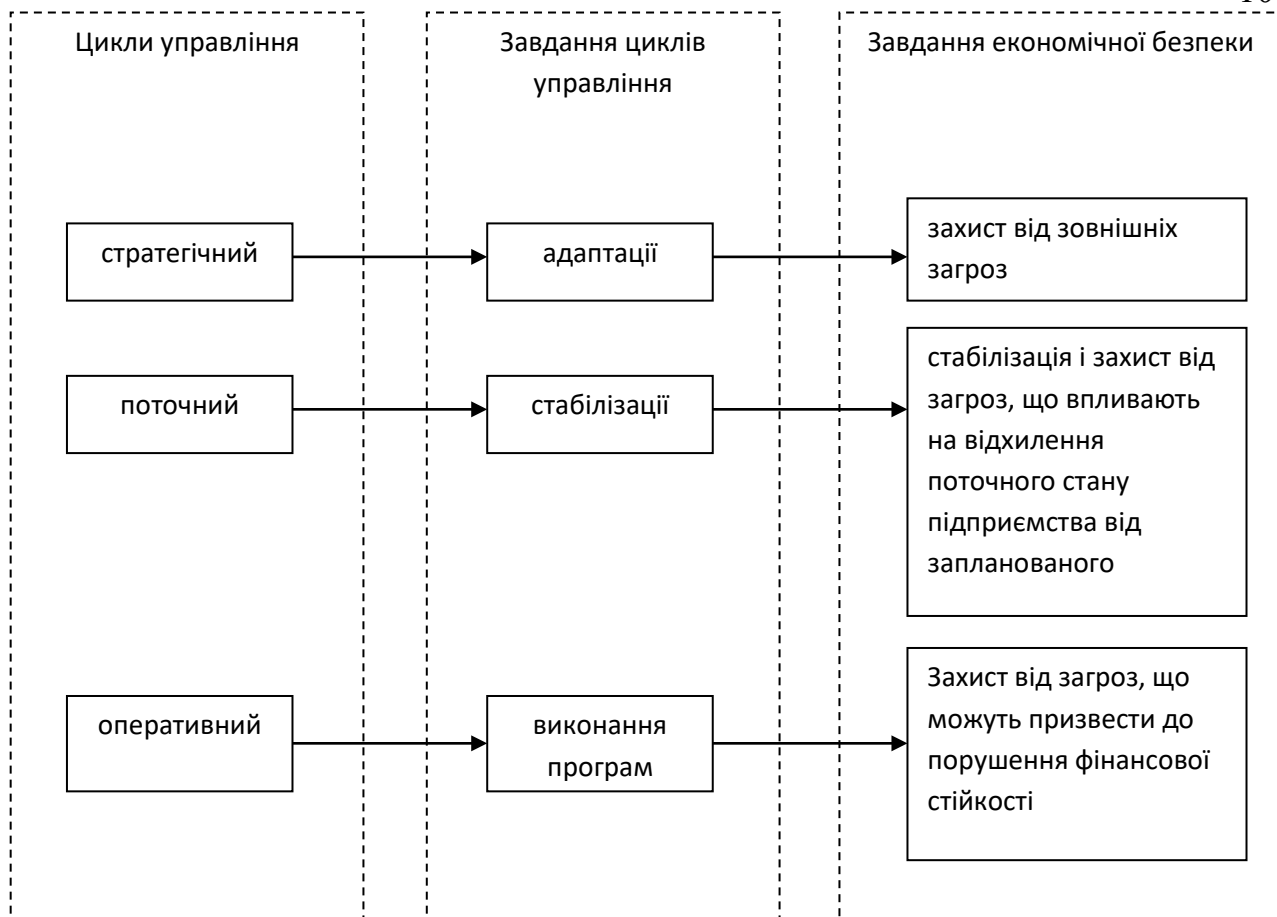 Цикли управління
Завдання циклів
управління
Завдання економічної безпеки
стратегічний
адаптації
захист від зовнішніх
загроз
поточний
стабілізації
стабілізація і захист від
загроз, що впливають
на відхилення
поточного стану
підприємства від
запланованого
оперативний
виконання
програм
Захист від загроз, що
можуть призвести до
порушення фінансової
стійкості